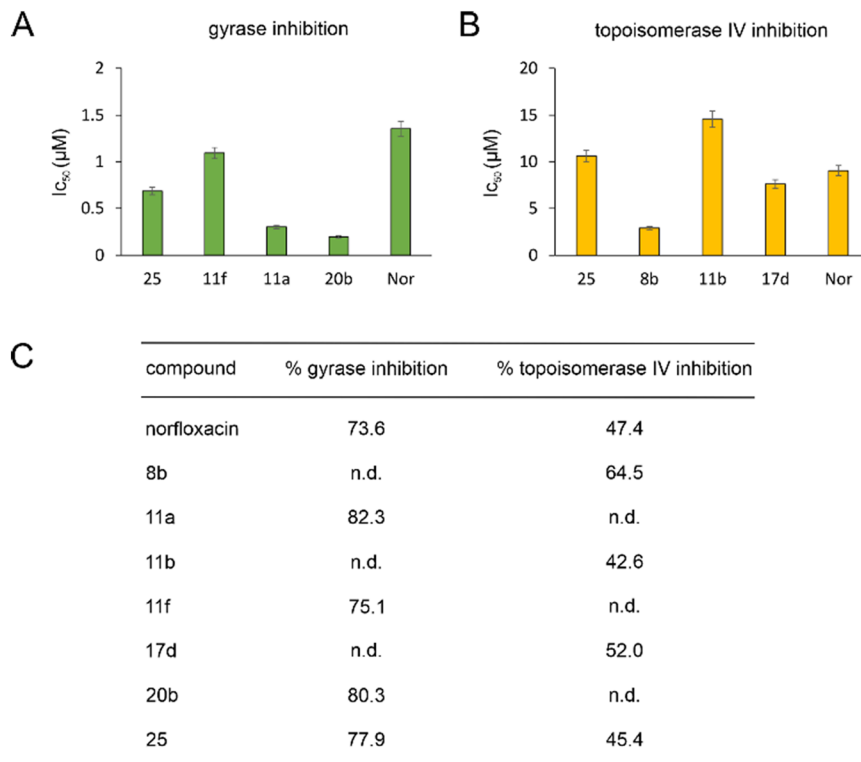 A
gyrase inhibition
2
1.5
1
0.5
0
Ic50 (µM)
25 11f 11a 20b Nor
B
topoisomerase IV inhibition
20
15
10
5
0
Ic50 (µM)
25 8b 11b 17d Nor
C
compound % gyrase inhibition % topoisomerase IV inhibition
norfloxacin 73.6 47.4
8b n.d. 64.5
11a 82.3 n.d.
11b n.d. 42.6
11f 75.1 n.d.
17d n.d. 52.0
20b 80.3 n.d.
25 77.9 45.4